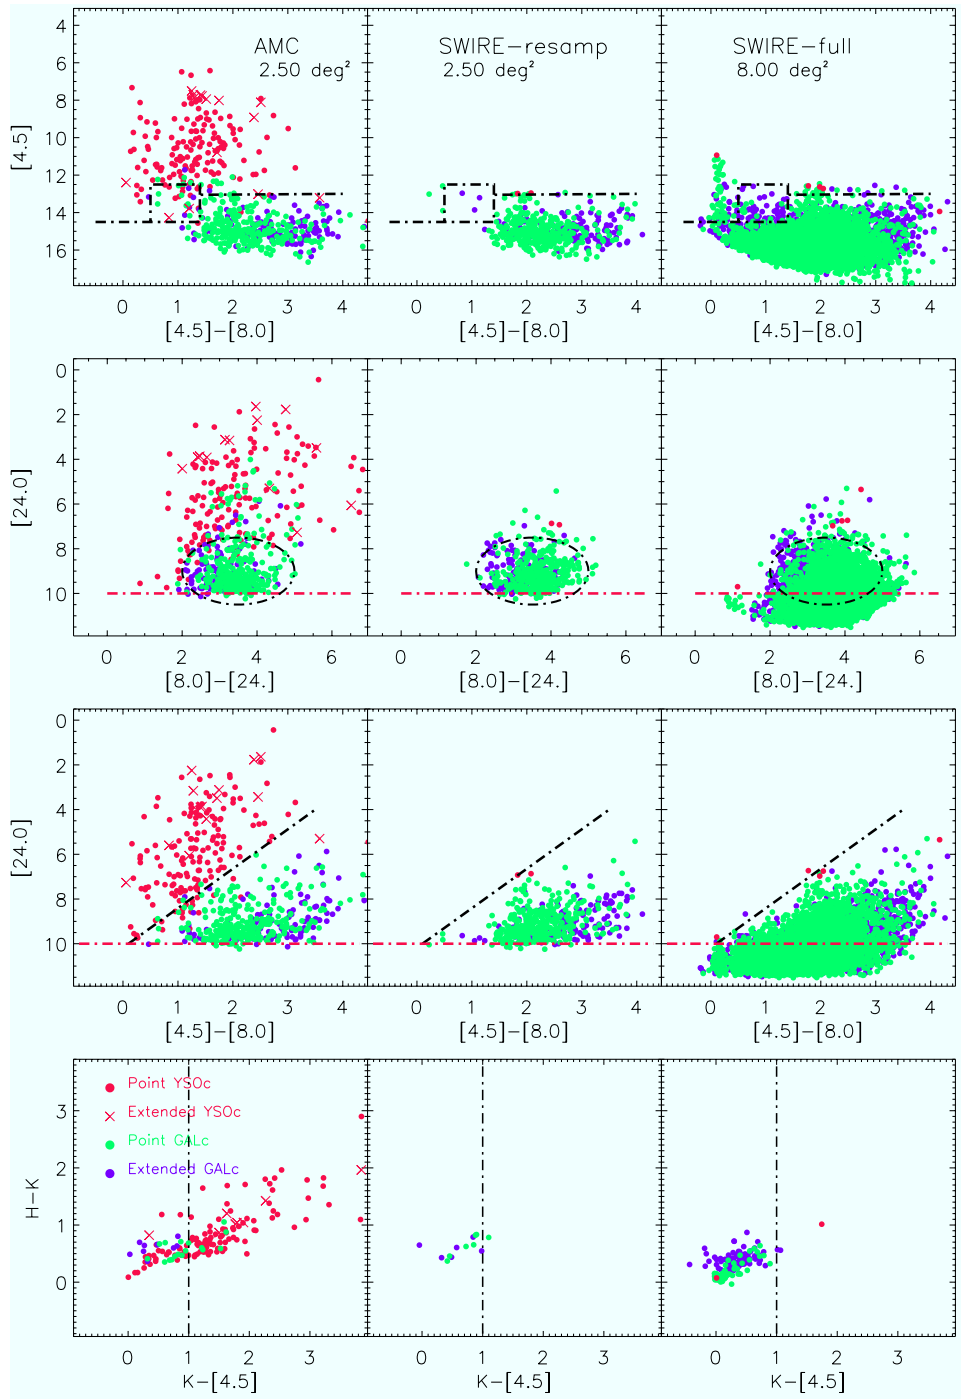 AMC
2.50 deg²
SWIRE-resamp
2.50 deg²
SWIRE-full
8.00 deg²
[4.5]
4
6
8
10
12
14
16
0 1 2 3 4
0 1 2 3 4
0 1 2 3 4
[4.5]-[8.0]
[4.5]-[8.0]
[4.5]-[8.0]
[24.0]
0
2
4
6
8
10
0 2 4 6
0 2 4 6
0 2 4 6
[8.0]-[24.]
[8.0]-[24.]
[8.0]-[24.]
[24.0]
0
2
4
6
8
10
0 1 2 3 4
0 1 2 3 4
0 1 2 3 4
[4.5]-[8.0]
[4.5]-[8.0]
[4.5]-[8.0]
Point YSOc
Extended YSOc
Point GALc
Extended GALc
H-K
3
2
1
0
0 1 2 3
0 1 2 3
0 1 2 3
K-[4.5]
K-[4.5]
K-[4.5]